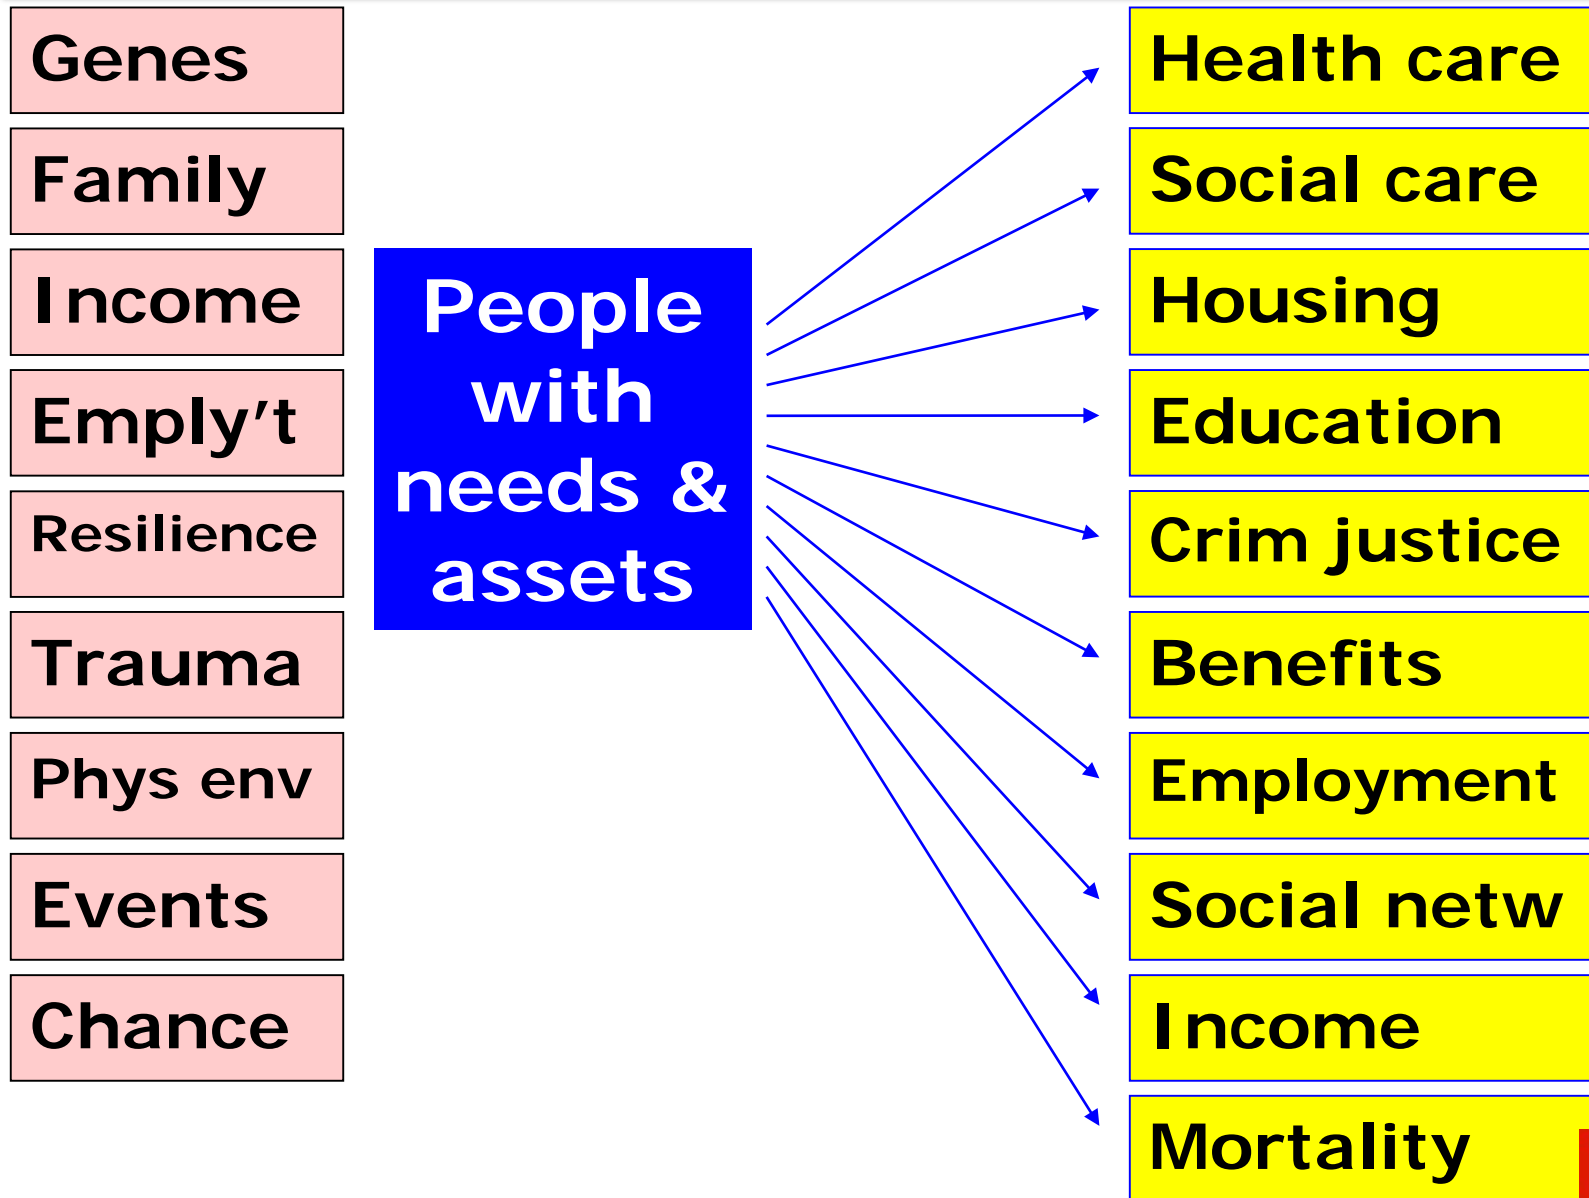 Genes
Family
Income
Emply’t
Resilience
Trauma
Phys env
Events
Chance
People
with
needs &
assets
Health care
Social care
Housing
Education
Crim justice
Benefits
Employment
Social netw
Income
Mortality